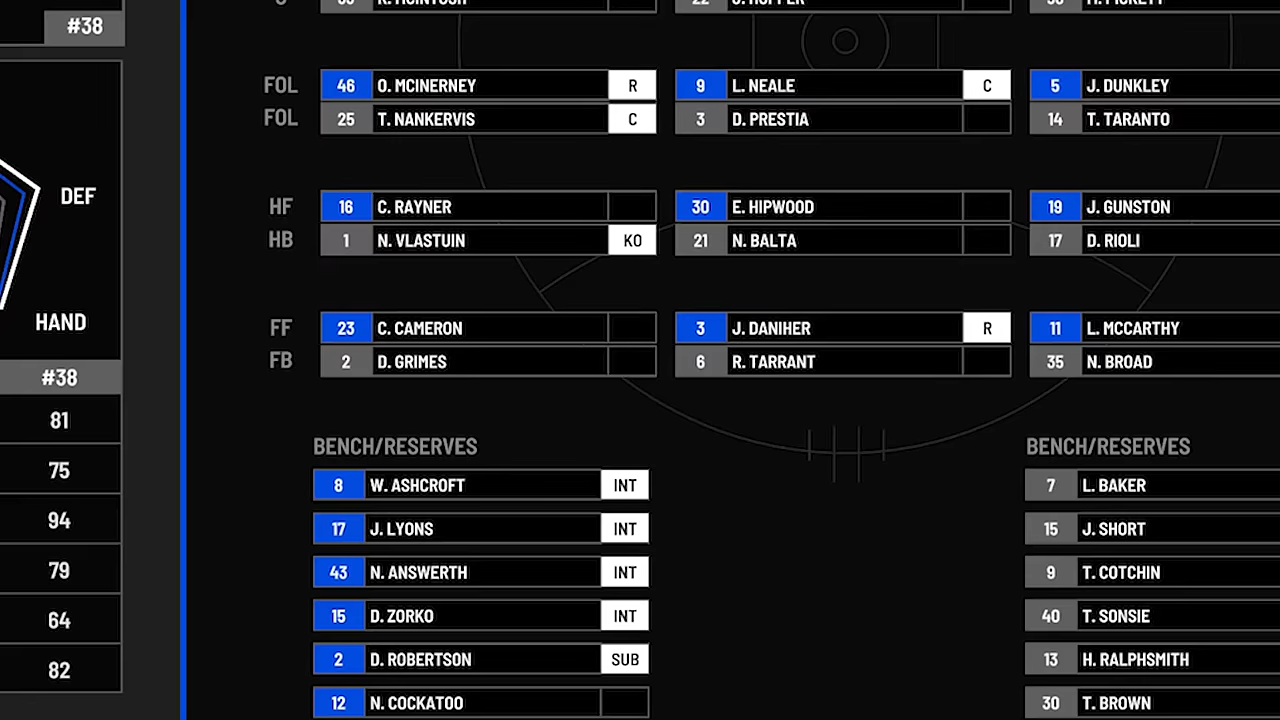 #38
DEF
HAND
#38
81
75
94
79
64
82
FOL 46 O. MCINERNEY R 9 L. NEALE C 5 J. DUNKLEY
FOL 25 T. NANKERVIS C 3 D. PRESTIA 14 T. TARANTO
HF 16 C. RAYNER 30 E. HIPWOOD 19 J. GUNSTON
HB 1 N. VLASTUIN KO 21 N. BALTA 17 D. RIOLI
FF 23 C. CAMERON 3 J. DANIHER R 11 L. MCCARTHY
FB 2 D. GRIMES 6 R. TARRANT 35 N. BROAD
BENCH/RESERVES BENCH/RESERVES
8 W. ASHCROFT INT 7 L. BAKER
17 J. LYONS INT 15 J. SHORT
43 N. ANSWERTH INT 9 T. COTCHIN
15 D. ZORKO INT 40 T. SONSIE
2 D. ROBERTSON SUB 13 H. RALPHSMITH
12 N. COCKATOO 30 T. BROWN